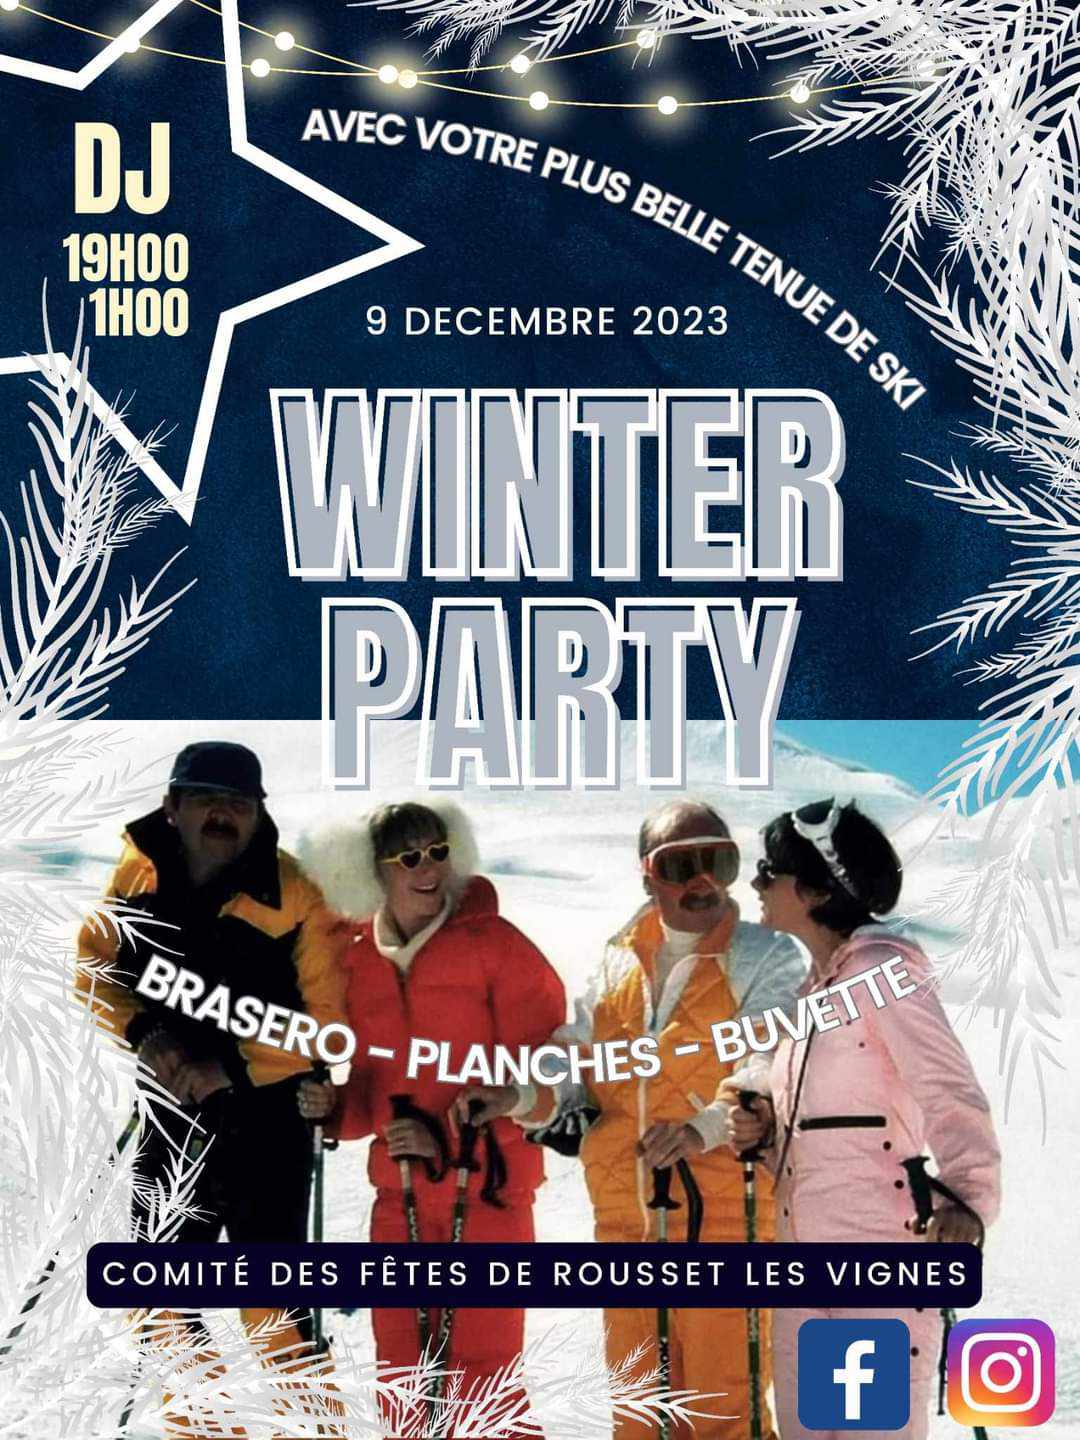 DJ
19H00
1H00
AVEC VOTRE PLUS BELLE TENUE DE SKI
9 DECEMBRE 2023
WINTER
PARTY
BRASERO - PLANCHES - BUVETTE
COMITÉ DES FÊTES DE ROUSSET LES VIGNES